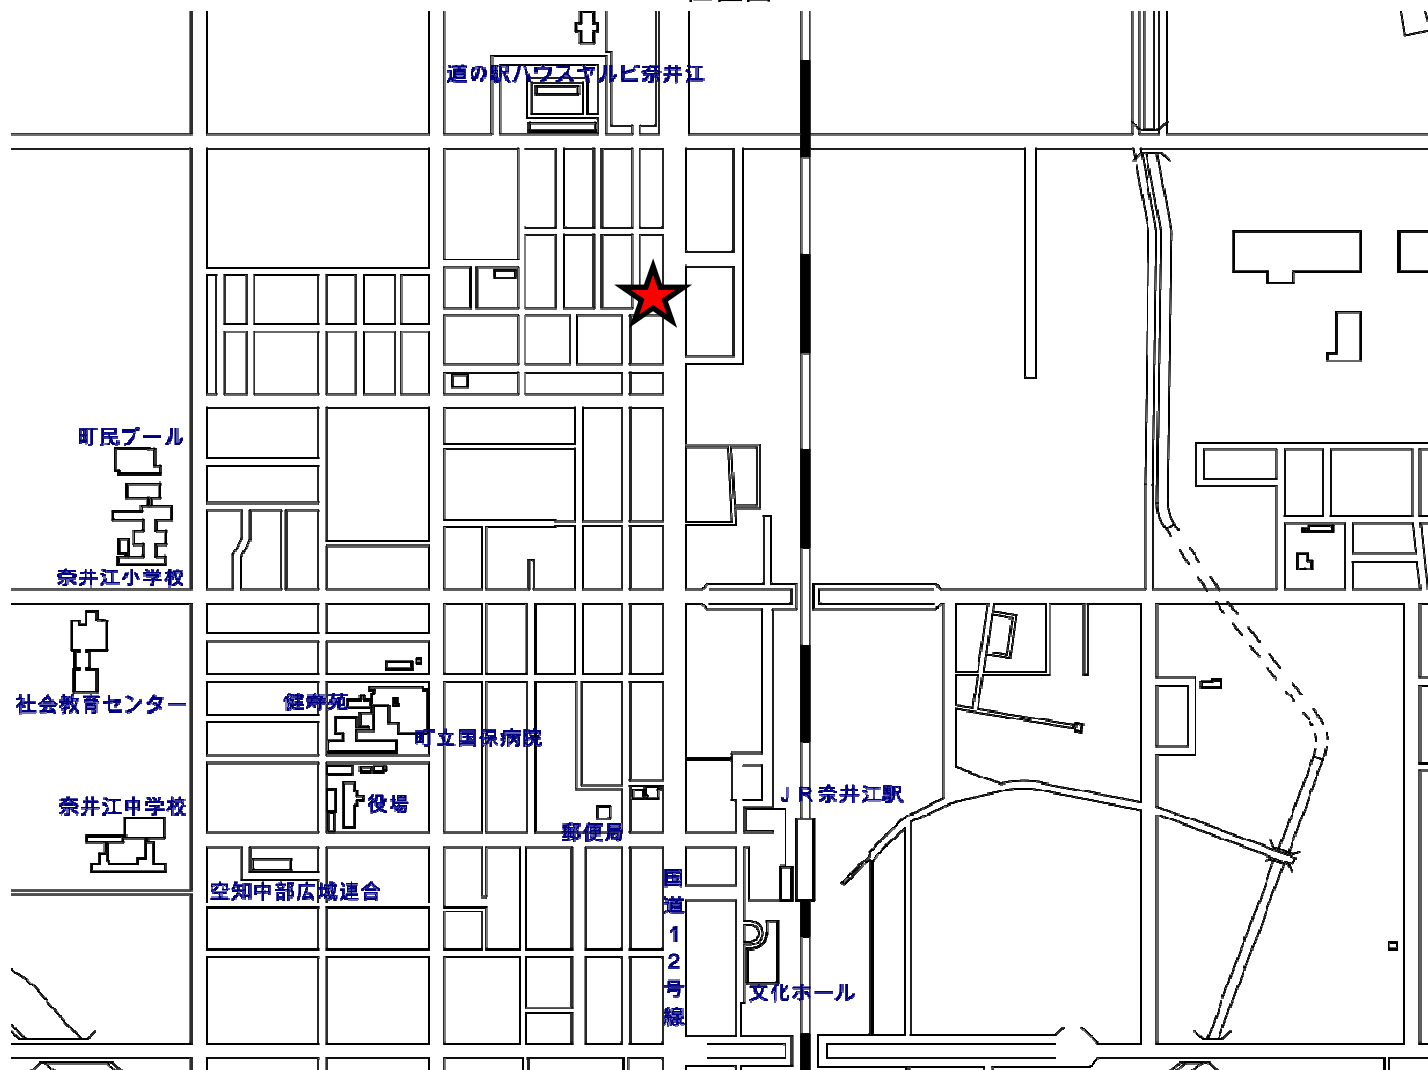 道の駅ハウスヤルビ奈井江
町民プール
奈井江小学校
社会教育センター
健寿苑
町立国保病院
奈井江中学校
役場
JR奈井江駅
郵便局
空知中部広域連合
国道12号線
文化ホール